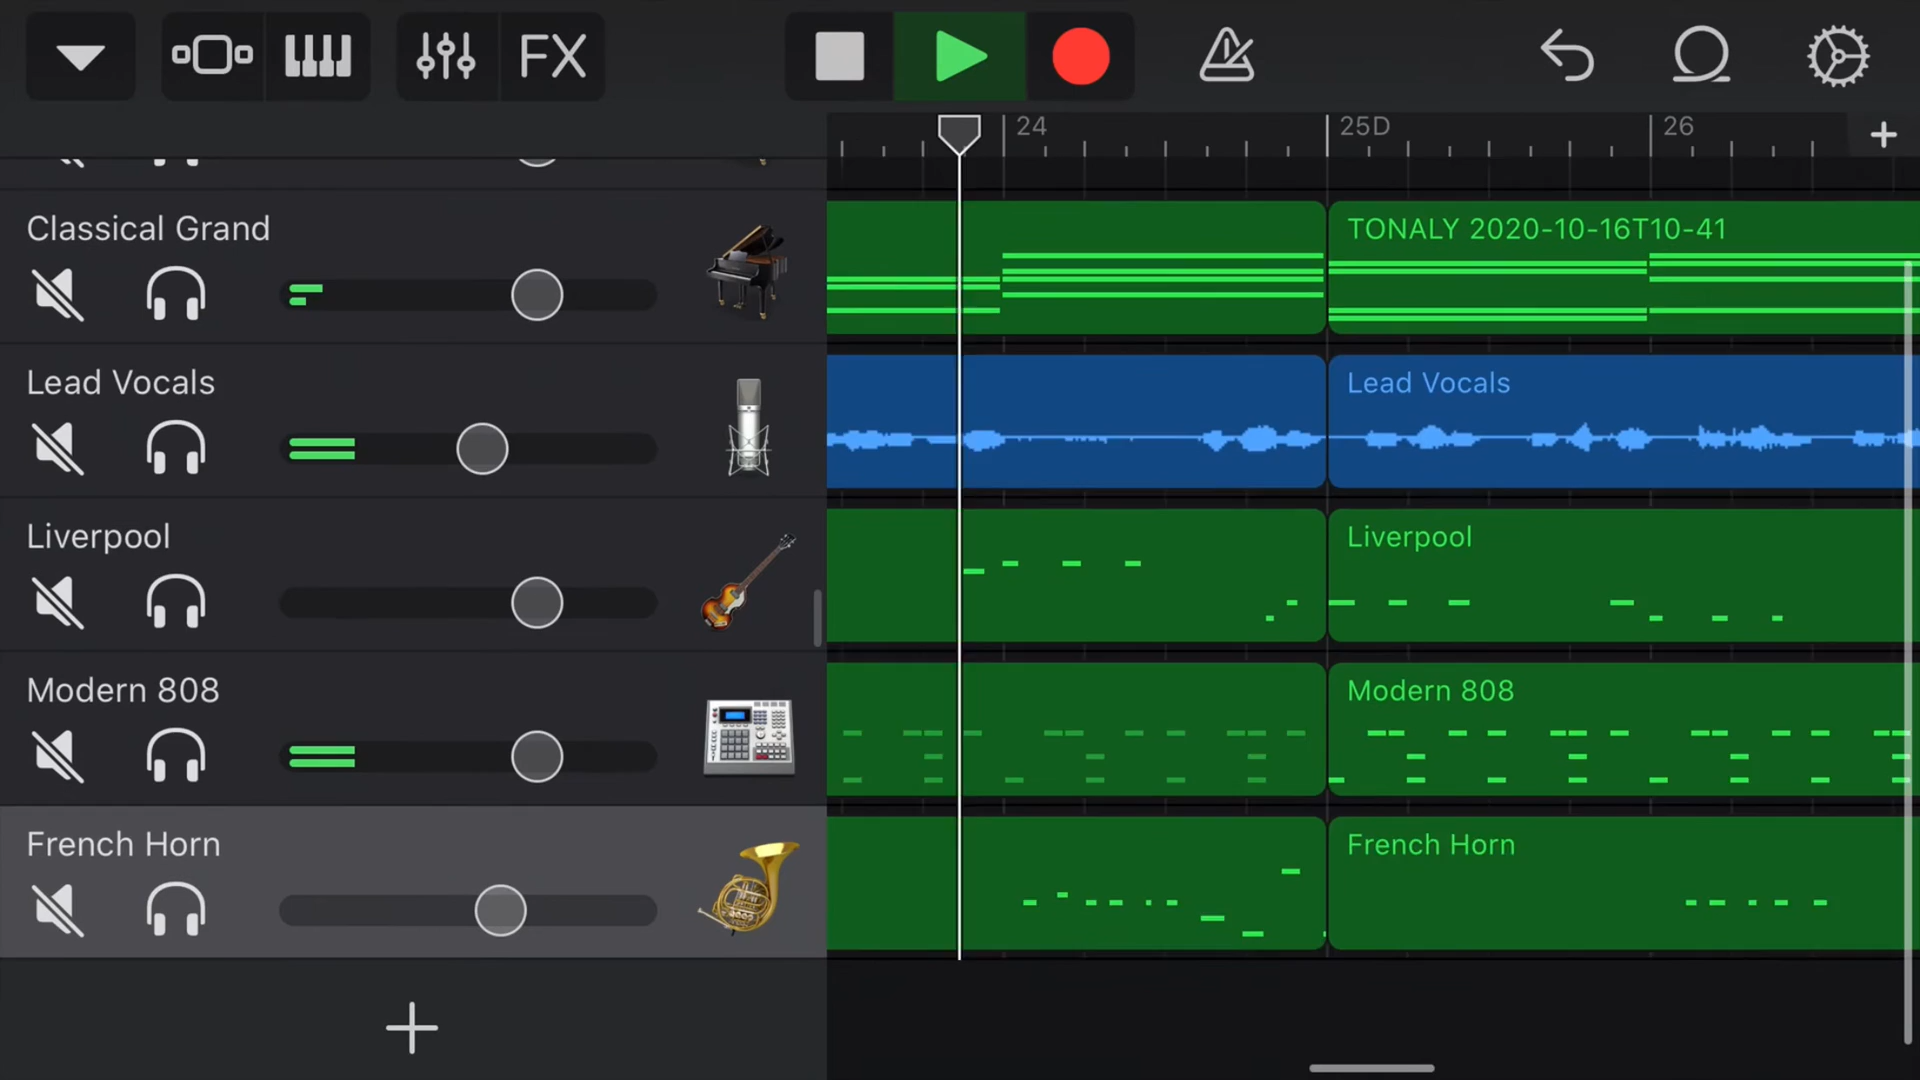 FX
24
25D
26
Classical Grand
TONALY 2020-10-16T10-41
Lead Vocals
Lead Vocals
Liverpool
Liverpool
Modern 808
Modern 808
French Horn
French Horn